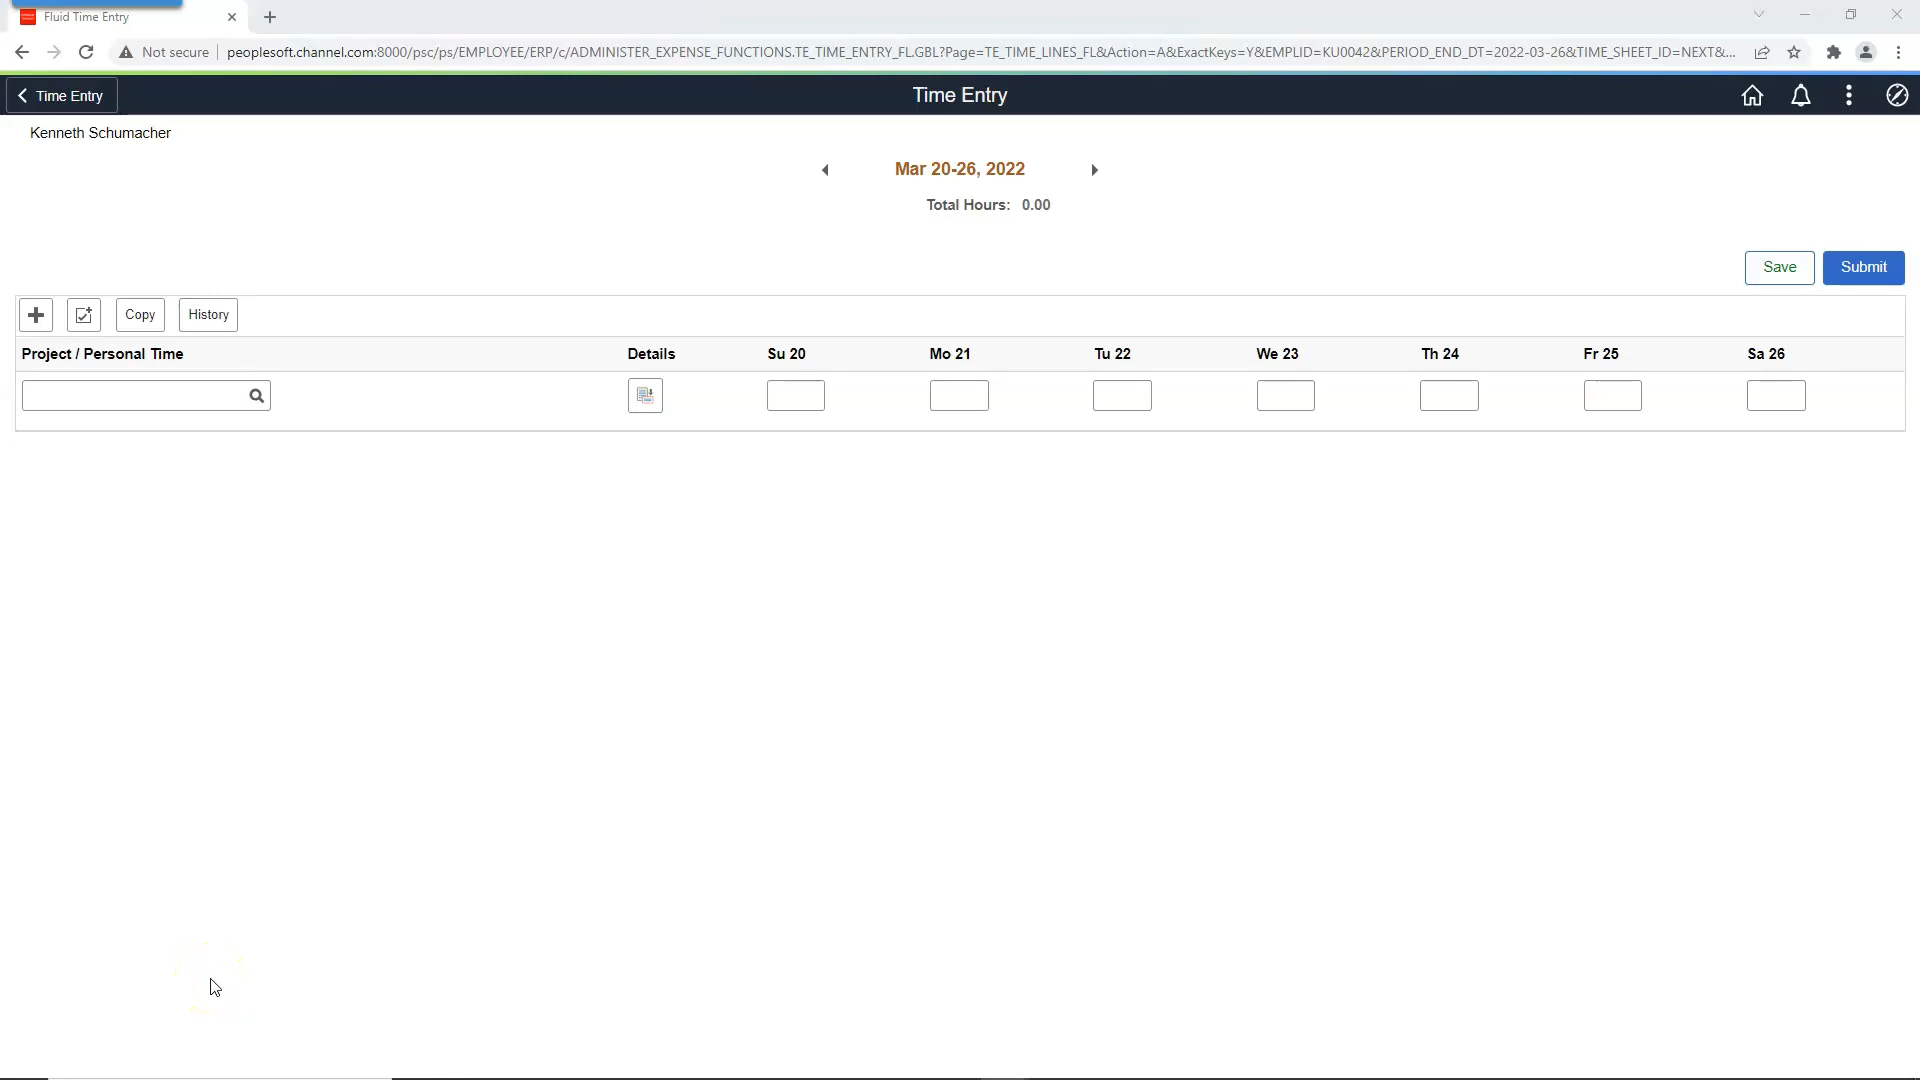 Fluid Time Entry
Not secure peoplesoft.channel.com:8000/psc/ps/EMPLOYEE/ERP/c/ADMINISTER_EXPENSE_FUNCTIONS.TE_TIME_ENTRY_FL.GBL?Page=TE_TIME_LINES_FL&Action=A&ExactKeys=Y&EMPLID=KU0042&PERIOD_END_DT=2022-03-26&TIME_SHEET_ID=NEXT&...
Time Entry Time Entry
Kenneth Schumacher
Mar 20-26, 2022
Total Hours: 0.00
Save Submit
Copy History
Project / Personal Time Details Su 20 Mo 21 Tu 22 We 23 Th 24 Fr 25 Sa 26